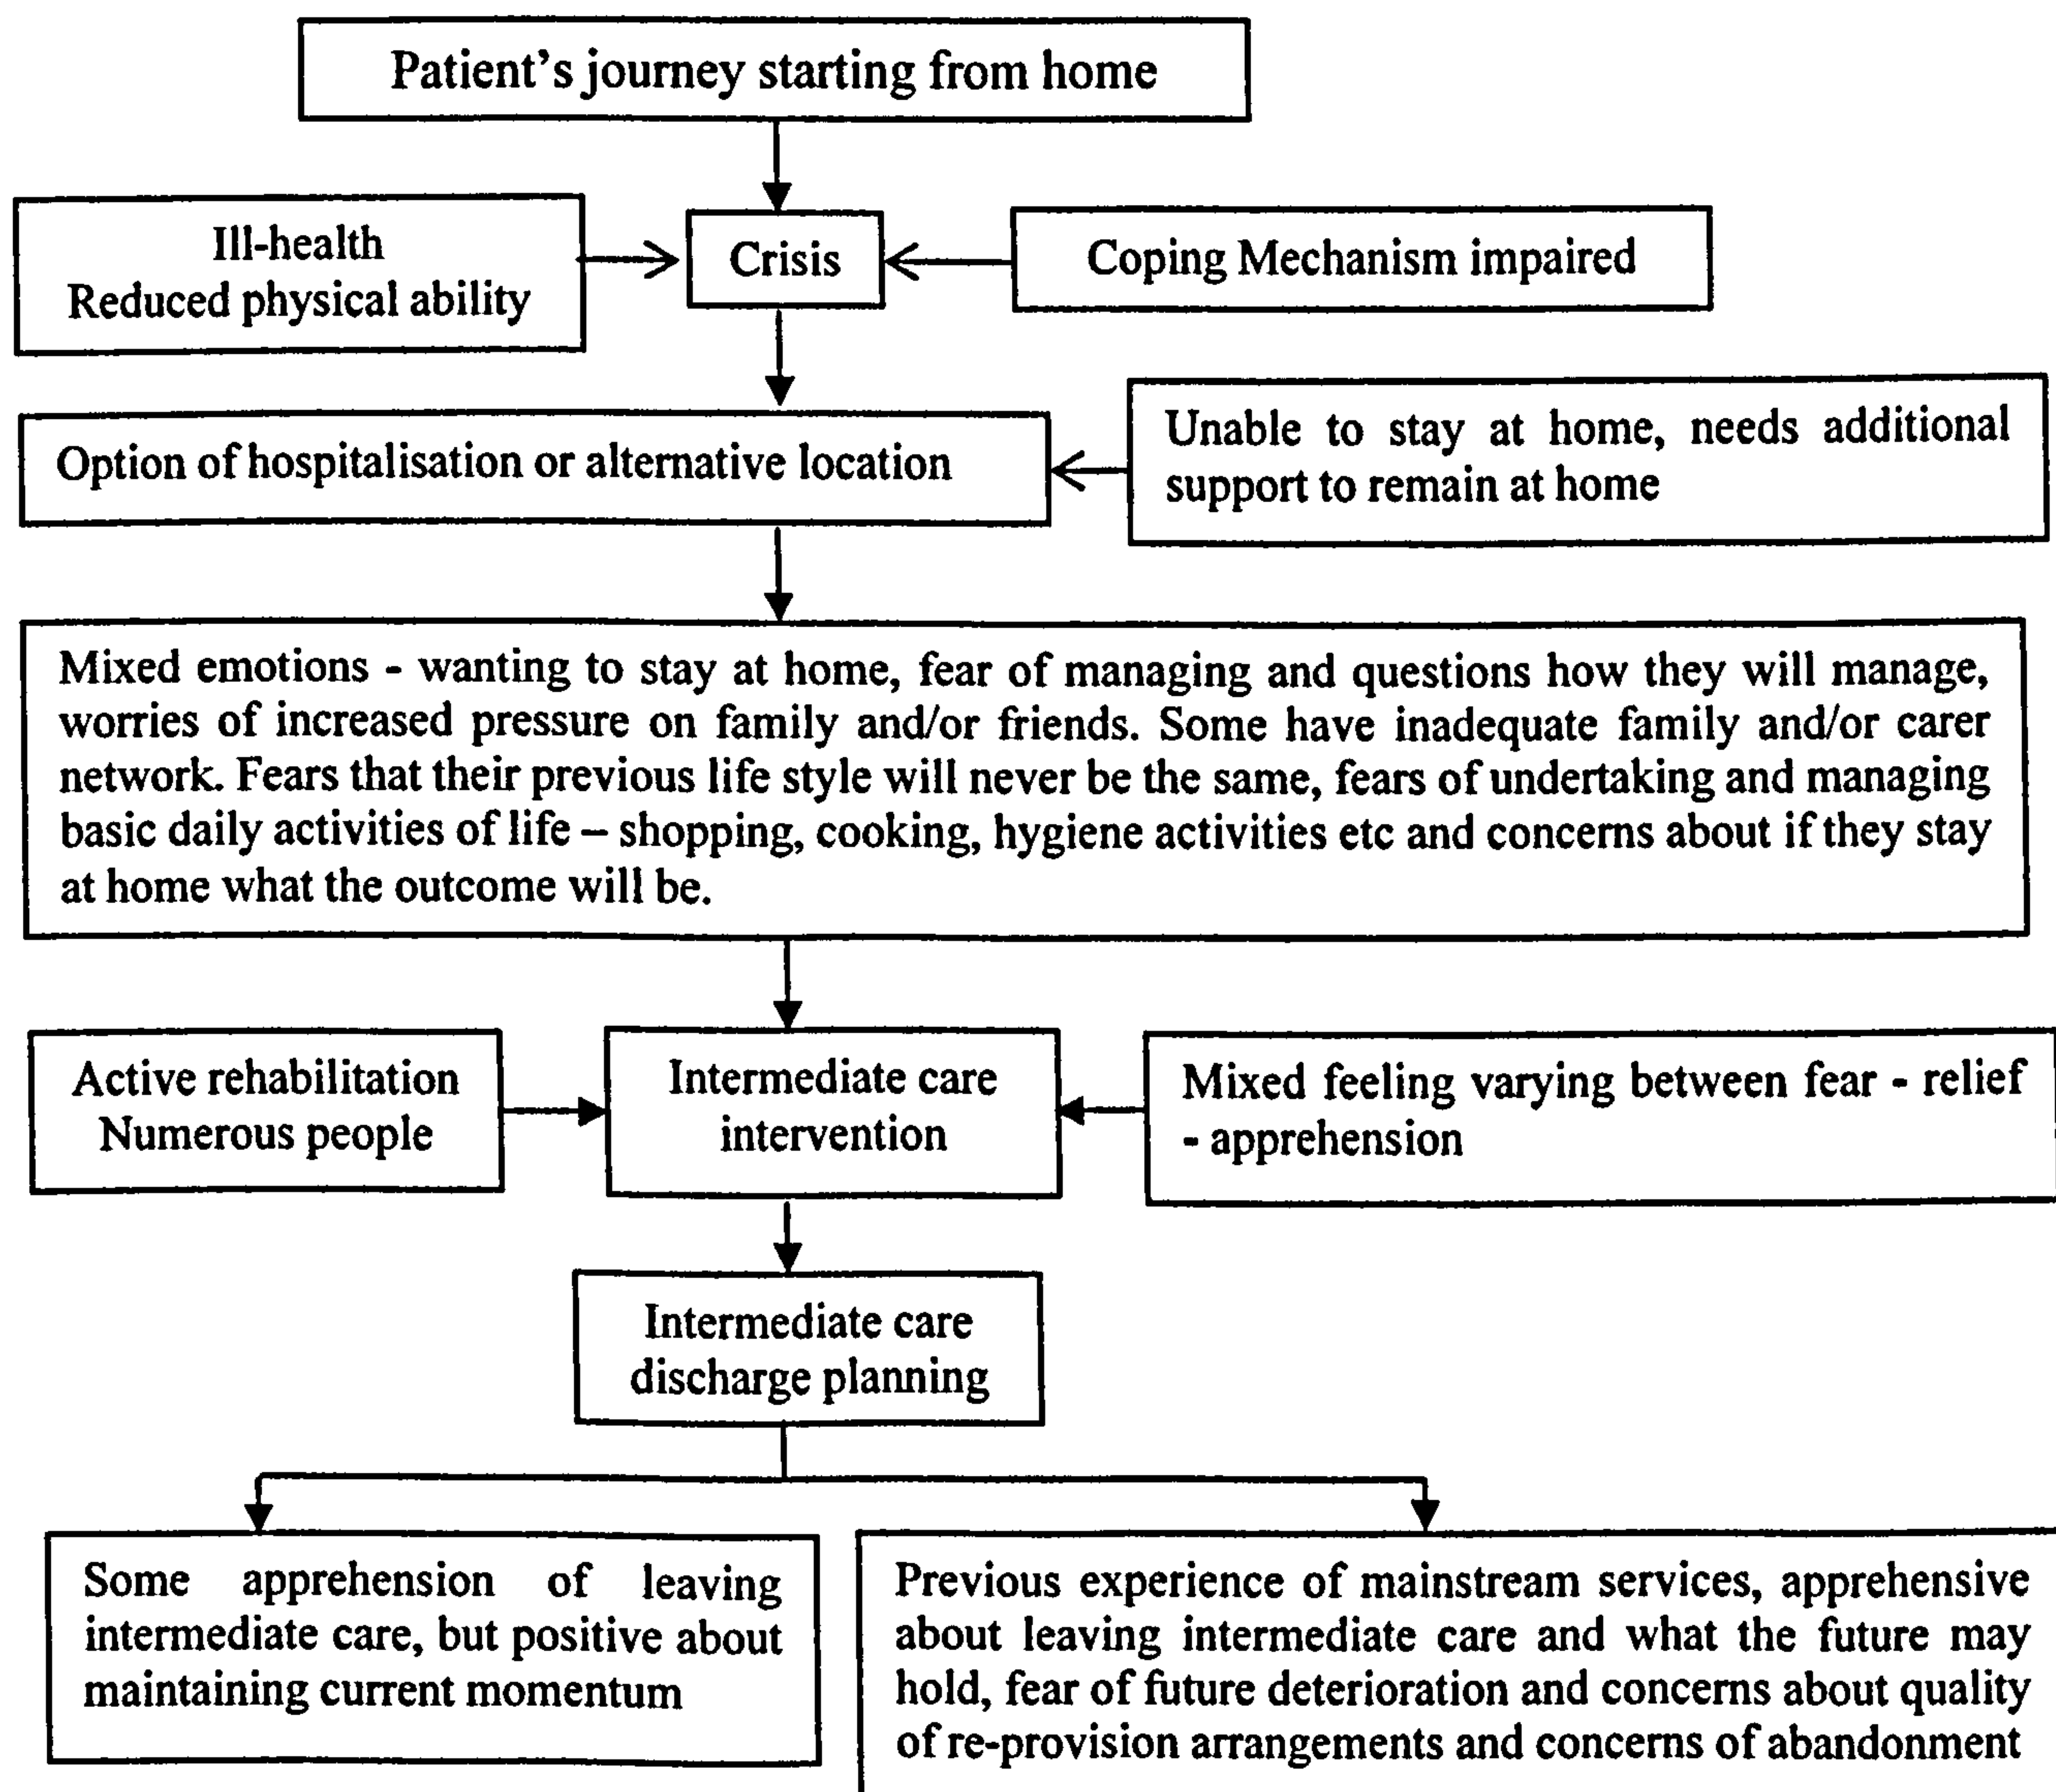 Patient's journey starting from home
Ill-health
Reduced physical ability
Crisis
Coping Mechanism impaired
Option of hospitalisation or alternative location
Unable to stay at home, needs additional
support to remain at home
Mixed emotions - wanting to stay at home, fear of managing and questions how they will manage,
worries of increased pressure on family and/or friends. Some have inadequate family and/or carer
network. Fears that their previous life style will never be the same, fears of undertaking and managing
basic daily activities of life – shopping, cooking, hygiene activities etc and concerns about if they stay
at home what the outcome will be.
Active rehabilitation
Numerous people
Intermediate care
intervention
Mixed feeling varying between fear - relief
- apprehension
Intermediate care
discharge planning
Some apprehension of leaving
intermediate care, but positive about
maintaining current momentum
Previous experience of mainstream services, apprehensive
about leaving intermediate care and what the future may
hold, fear of future deterioration and concerns about quality
of re-provision arrangements and concerns of abandonment